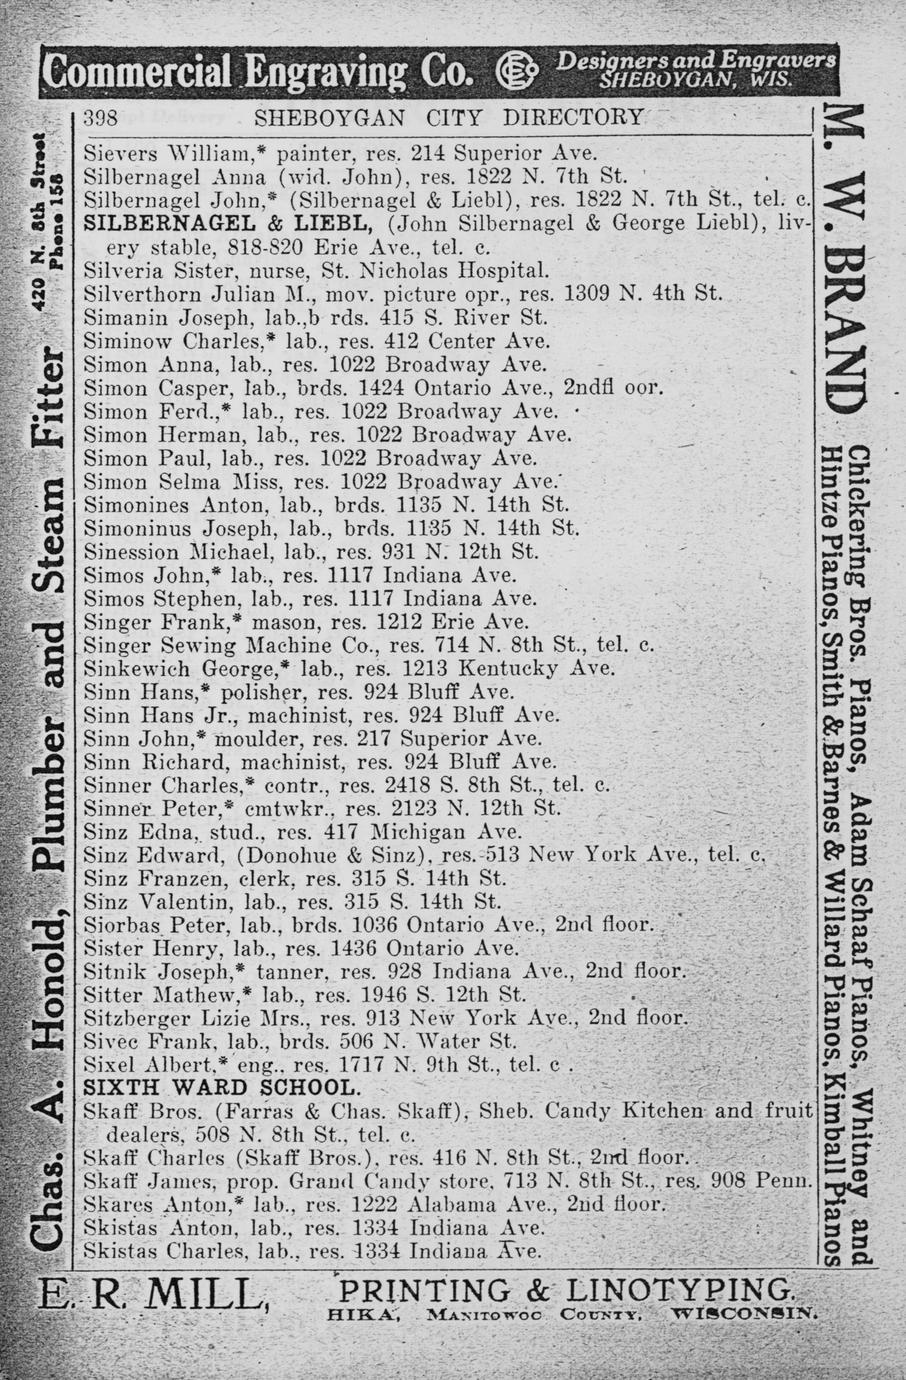 Commercial Engraving Co. CEC Designers and Engravers
SHEBOYGAN, WIS.
398 SHEBOYGAN CITY DIRECTORY
Sievers William,* painter, res. 214 Superior Ave.
Silbernagel Anna (wid. John), res. 1822 N. 7th St.
Silbernagel John,* (Silbernagel & Liebl), res. 1822 N. 7th St., tel. c.
SILBERNAGEL & LIEBL, (John Silbernagel & George Liebl), liv-
ery stable, 818-820 Erie Ave., tel. c.
Silveria Sister, nurse, St. Nicholas Hospital.
Silverthorn Julian M., mov. picture opr., res. 1309 N. 4th St.
Simanin Joseph, lab.,b rds. 415 S. River St.
Siminow Charles,* lab., res. 412 Center Ave.
Simon Anna, lab., res. 1022 Broadway Ave.
Simon Casper, lab., brds. 1424 Ontario Ave., 2ndfl oor.
Simon Ferd.,* lab., res. 1022 Broadway Ave.
Simon Herman, lab., res. 1022 Broadway Ave.
Simon Paul, lab., res. 1022 Broadway Ave.
Simon Selma Miss, res. 1022 Broadway Ave.
Simonines Anton, lab., brds. 1135 N. 14th St.
Simoninus Joseph, lab., brds. 1135 N. 14th St.
Sinession Michael, lab., res. 931 N. 12th St.
Simos John,* lab., res. 1117 Indiana Ave.
Simos Stephen, lab., res. 1117 Indiana Ave.
Singer Frank,* mason, res. 1212 Erie Ave.
Singer Sewing Machine Co., res. 714 N. 8th St., tel. c.
Sinkewich George,* lab., res. 1213 Kentucky Ave.
Sinn Hans,* polisher, res. 924 Bluff Ave.
Sinn Hans Jr., machinist, res. 924 Bluff Ave.
Sinn John,* moulder, res. 217 Superior Ave.
Sinn Richard, machinist, res. 924 Bluff Ave.
Sinner Charles,* contr., res. 2418 S. 8th St., tel. c.
Sinner Peter,* cmtwkr., res. 2123 N. 12th St.
Sinz Edna, stud., res. 417 Michigan Ave.
Sinz Edward, (Donohue & Sinz), res. 513 New York Ave., tel. c.
Sinz Franzen, clerk, res. 315 S. 14th St.
Sinz Valentin, lab., res. 315 S. 14th St.
Siorbas Peter, lab., brds. 1036 Ontario Ave., 2nd floor.
Sister Henry, lab., res. 1436 Ontario Ave.
Sitnik Joseph,* tanner, res. 928 Indiana Ave., 2nd floor.
Sitter Mathew,* lab., res. 1946 S. 12th St.
Sitzberger Lizie Mrs., res. 913 New York Ave., 2nd floor.
Sivec Frank, lab., brds. 506 N. Water St.
Sixel Albert,* eng., res. 1717 N. 9th St., tel. c .
SIXTH WARD SCHOOL.
Skaff Bros. (Farras & Chas. Skaff), Sheb. Candy Kitchen and fruit
dealers, 508 N. 8th St., tel. c.
Skaff Charles (Skaff Bros.), res. 416 N. 8th St., 2nd floor.
Skaff James, prop. Grand Candy store, 713 N. 8th St., res. 908 Penn.
Skares Anton,* lab., res. 1222 Alabama Ave., 2nd floor.
Skistas Anton, lab., res. 1334 Indiana Ave.
Skistas Charles, lab., res. 1334 Indiana Ave.
Chas. A. Honold, Plumber and Steam Fitter 420 N. 8th Street
Phone 158
M. W. BRAND Chickering Bros. Pianos, Adam Schaaf Pianos, Whitney and
Hintze Pianos, Smith & Barnes & Willard Pianos, Kimball Pianos
E. R. MILL, PRINTING & LINOTYPING.
HIKA, MANITOWOC COUNTY, WISCONSIN.